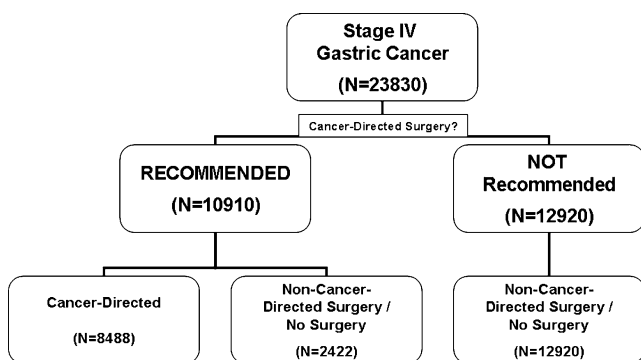 Stage IV
Gastric Cancer
(N=23830)
Cancer-Directed Surgery?
RECOMMENDED
(N=10910)
NOT
Recommended
(N=12920)
Cancer-Directed
(N=8488)
Non-Cancer-
Directed Surgery /
No Surgery
(N=2422)
Non-Cancer-
Directed Surgery /
No Surgery
(N=12920)